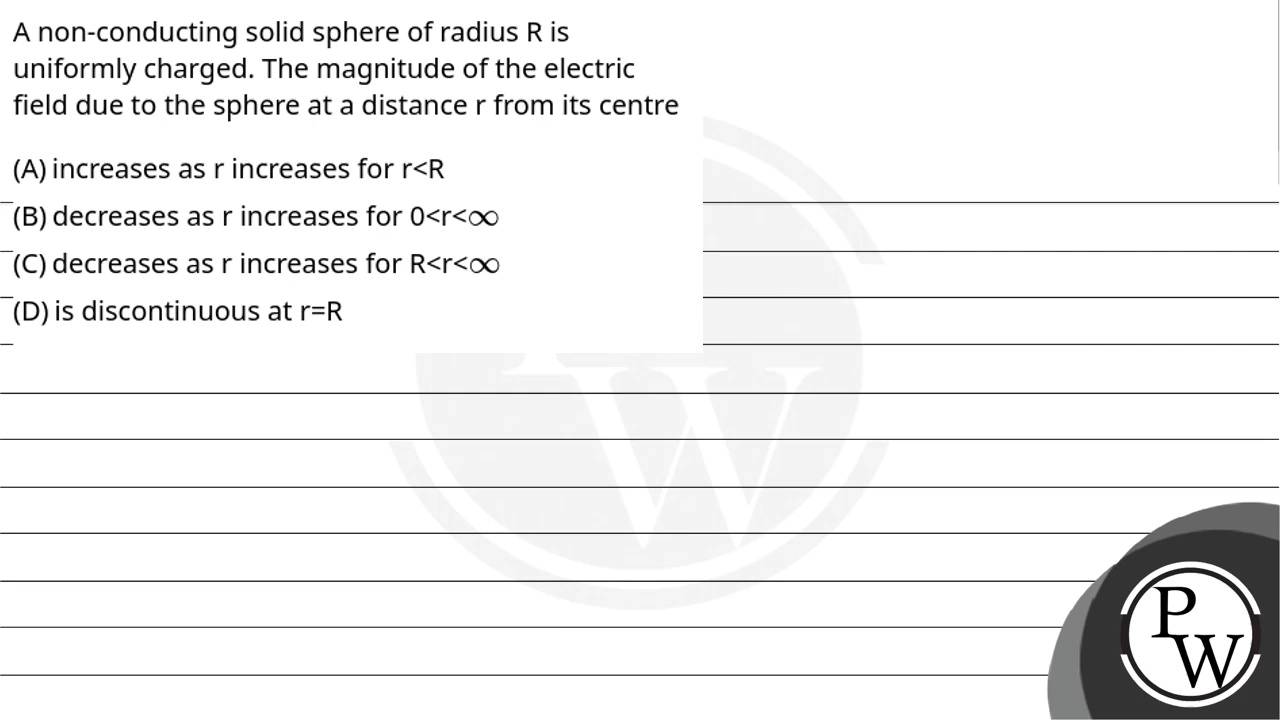 A non-conducting solid sphere of radius R is
uniformly charged. The magnitude of the electric
field due to the sphere at a distance r from its centre
(A) increases as r increases for r<R
(B) decreases as r increases for 0<r<∞
(C) decreases as r increases for R<r<∞
(D) is discontinuous at r=R
W
P
W